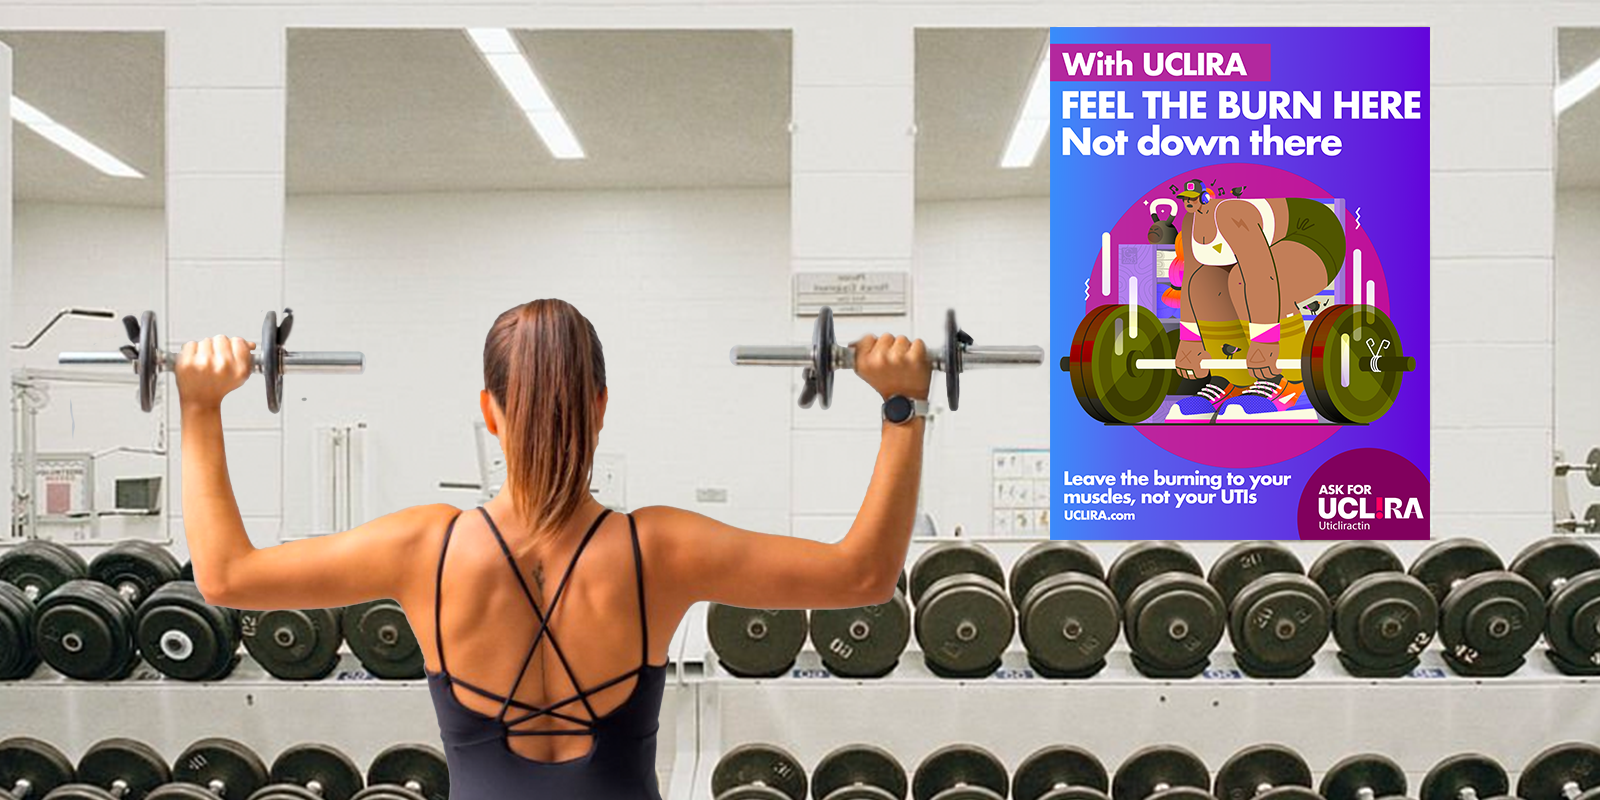 With UCLIRA
FEEL THE BURN HERE
Not down there
Leave the burning to your
muscles, not your UTIs
UCLIRA.com
ASK FOR
UCL!RA
Uticliractin